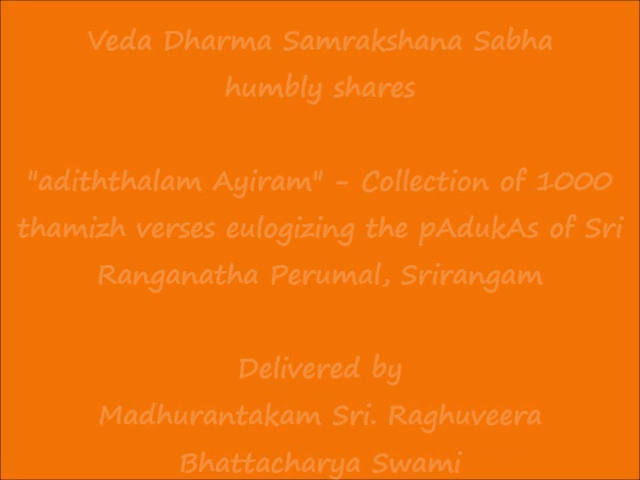 Veda Dharma Samrakshana Sabha
humbly shares
"adiththalam Ayiram" - Collection of 1000
thamizh verses eulogizing the pAdukAs of Sri
Ranganatha Perumal, Srirangam
Delivered by
Madhurantakam Sri. Raghuveera
Bhattacharya Swami